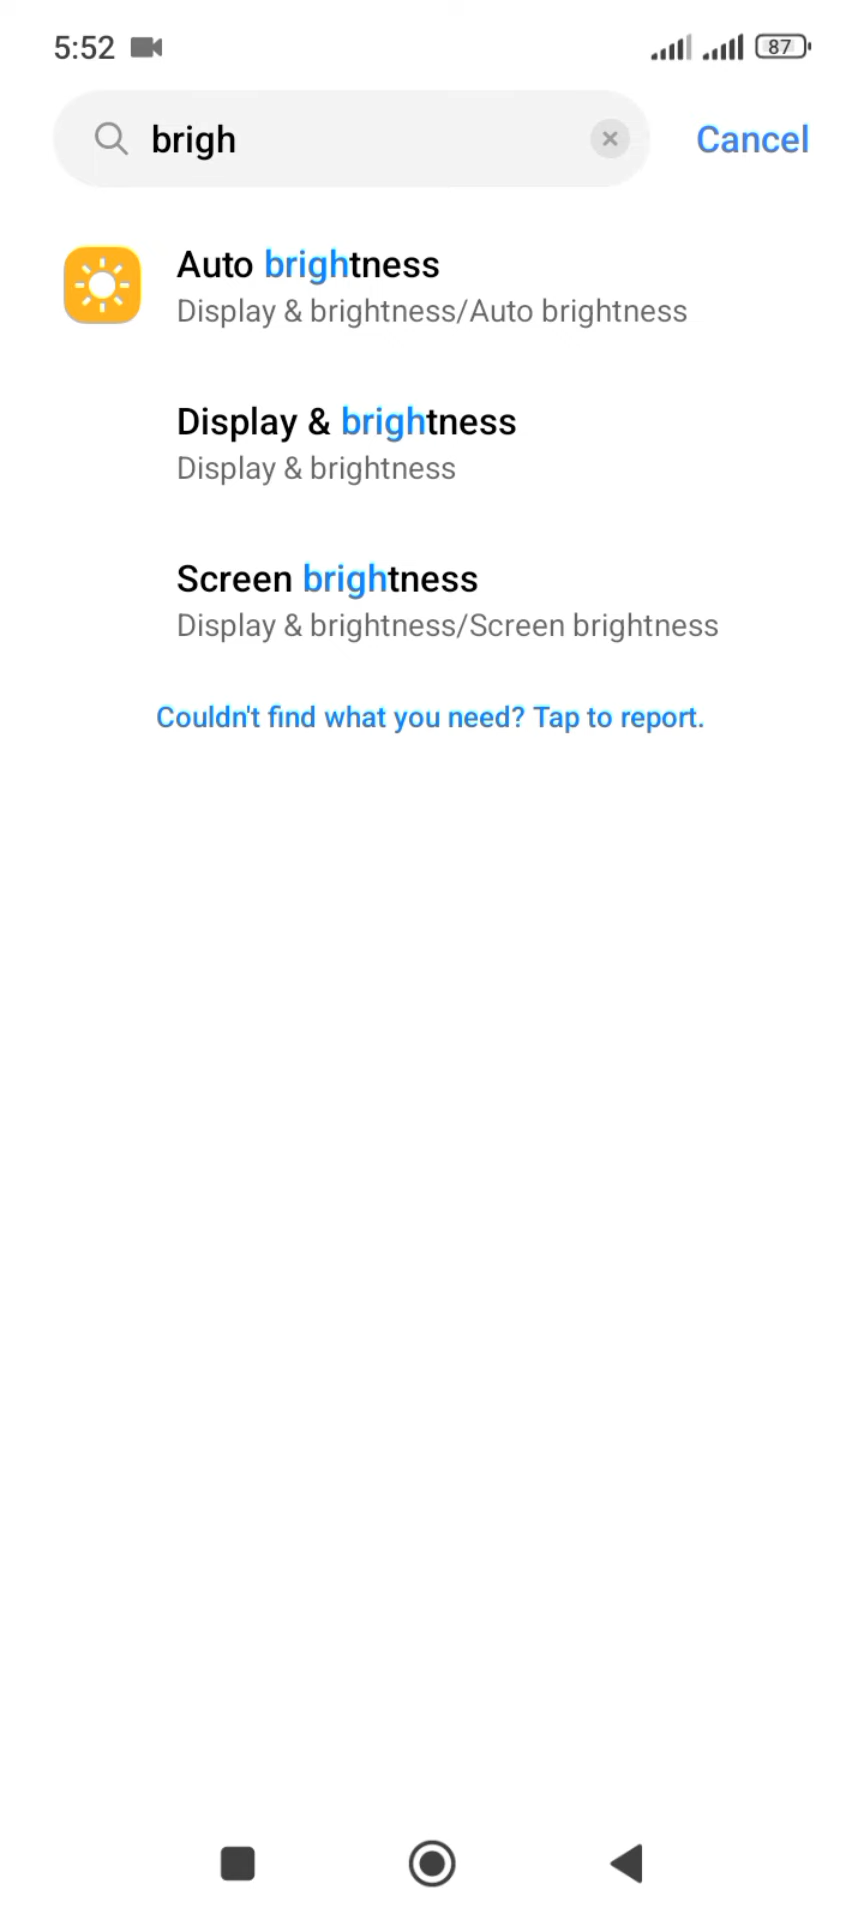 5:52
87
brigh
Cancel
Auto brightness
Display & brightness/Auto brightness
Display & brightness
Display & brightness
Screen brightness
Display & brightness/Screen brightness
Couldn't find what you need? Tap to report.